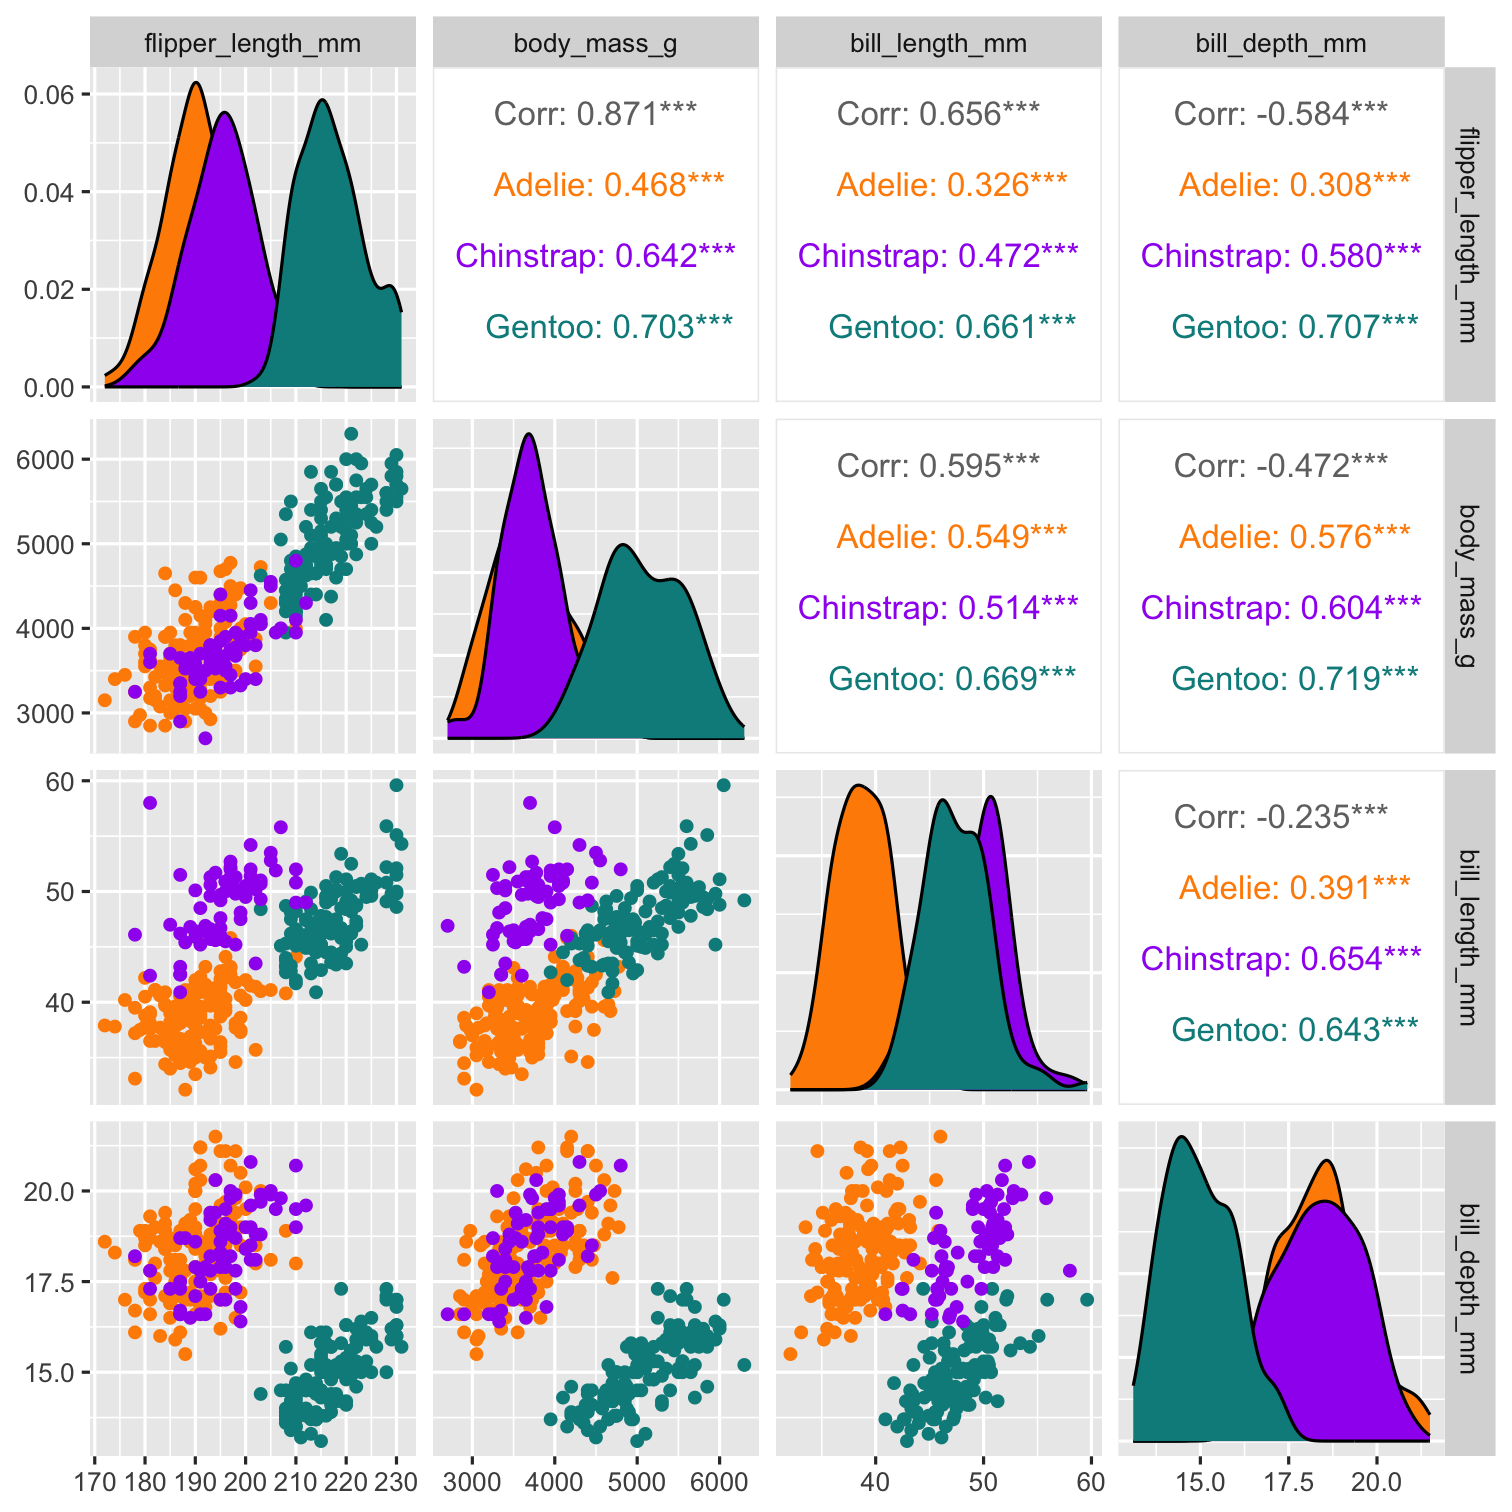 flipper_length_mm
body_mass_g
bill_length_mm
bill_depth_mm
0.06
0.04
0.02
0.00
Corr: 0.871***
Adelie: 0.468***
Chinstrap: 0.642***
Gentoo: 0.703***
Corr: 0.656***
Adelie: 0.326***
Chinstrap: 0.472***
Gentoo: 0.661***
Corr: -0.584***
Adelie: 0.308***
Chinstrap: 0.580***
Gentoo: 0.707***
flipper_length_mm
6000
5000
4000
3000
Corr: 0.595***
Adelie: 0.549***
Chinstrap: 0.514***
Gentoo: 0.669***
Corr: -0.472***
Adelie: 0.576***
Chinstrap: 0.604***
Gentoo: 0.719***
body_mass_g
60
50
40
Corr: -0.235***
Adelie: 0.391***
Chinstrap: 0.654***
Gentoo: 0.643***
bill_length_mm
20.0
17.5
15.0
bill_depth_mm
170 180 190 200 210 220 230
3000 4000 5000 6000
40 50 60
15.0 17.5 20.0